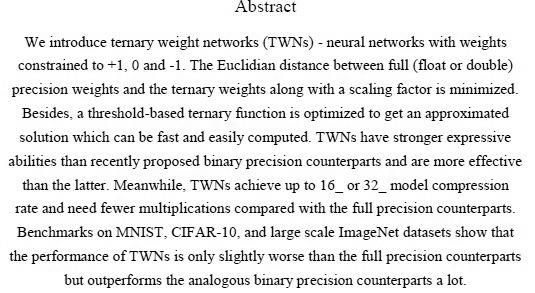 Abstract
We introduce ternary weight networks (TWNs) - neural networks with weights
constrained to +1, 0 and -1. The Euclidian distance between full (float or double)
precision weights and the ternary weights along with a scaling factor is minimized.
Besides, a threshold-based ternary function is optimized to get an approximated
solution which can be fast and easily computed. TWNs have stronger expressive
abilities than recently proposed binary precision counterparts and are more effective
than the latter. Meanwhile, TWNs achieve up to 16_ or 32_ model compression
rate and need fewer multiplications compared with the full precision counterparts.
Benchmarks on MNIST, CIFAR-10, and large scale ImageNet datasets show that
the performance of TWNs is only slightly worse than the full precision counterparts
but outperforms the analogous binary precision counterparts a lot.